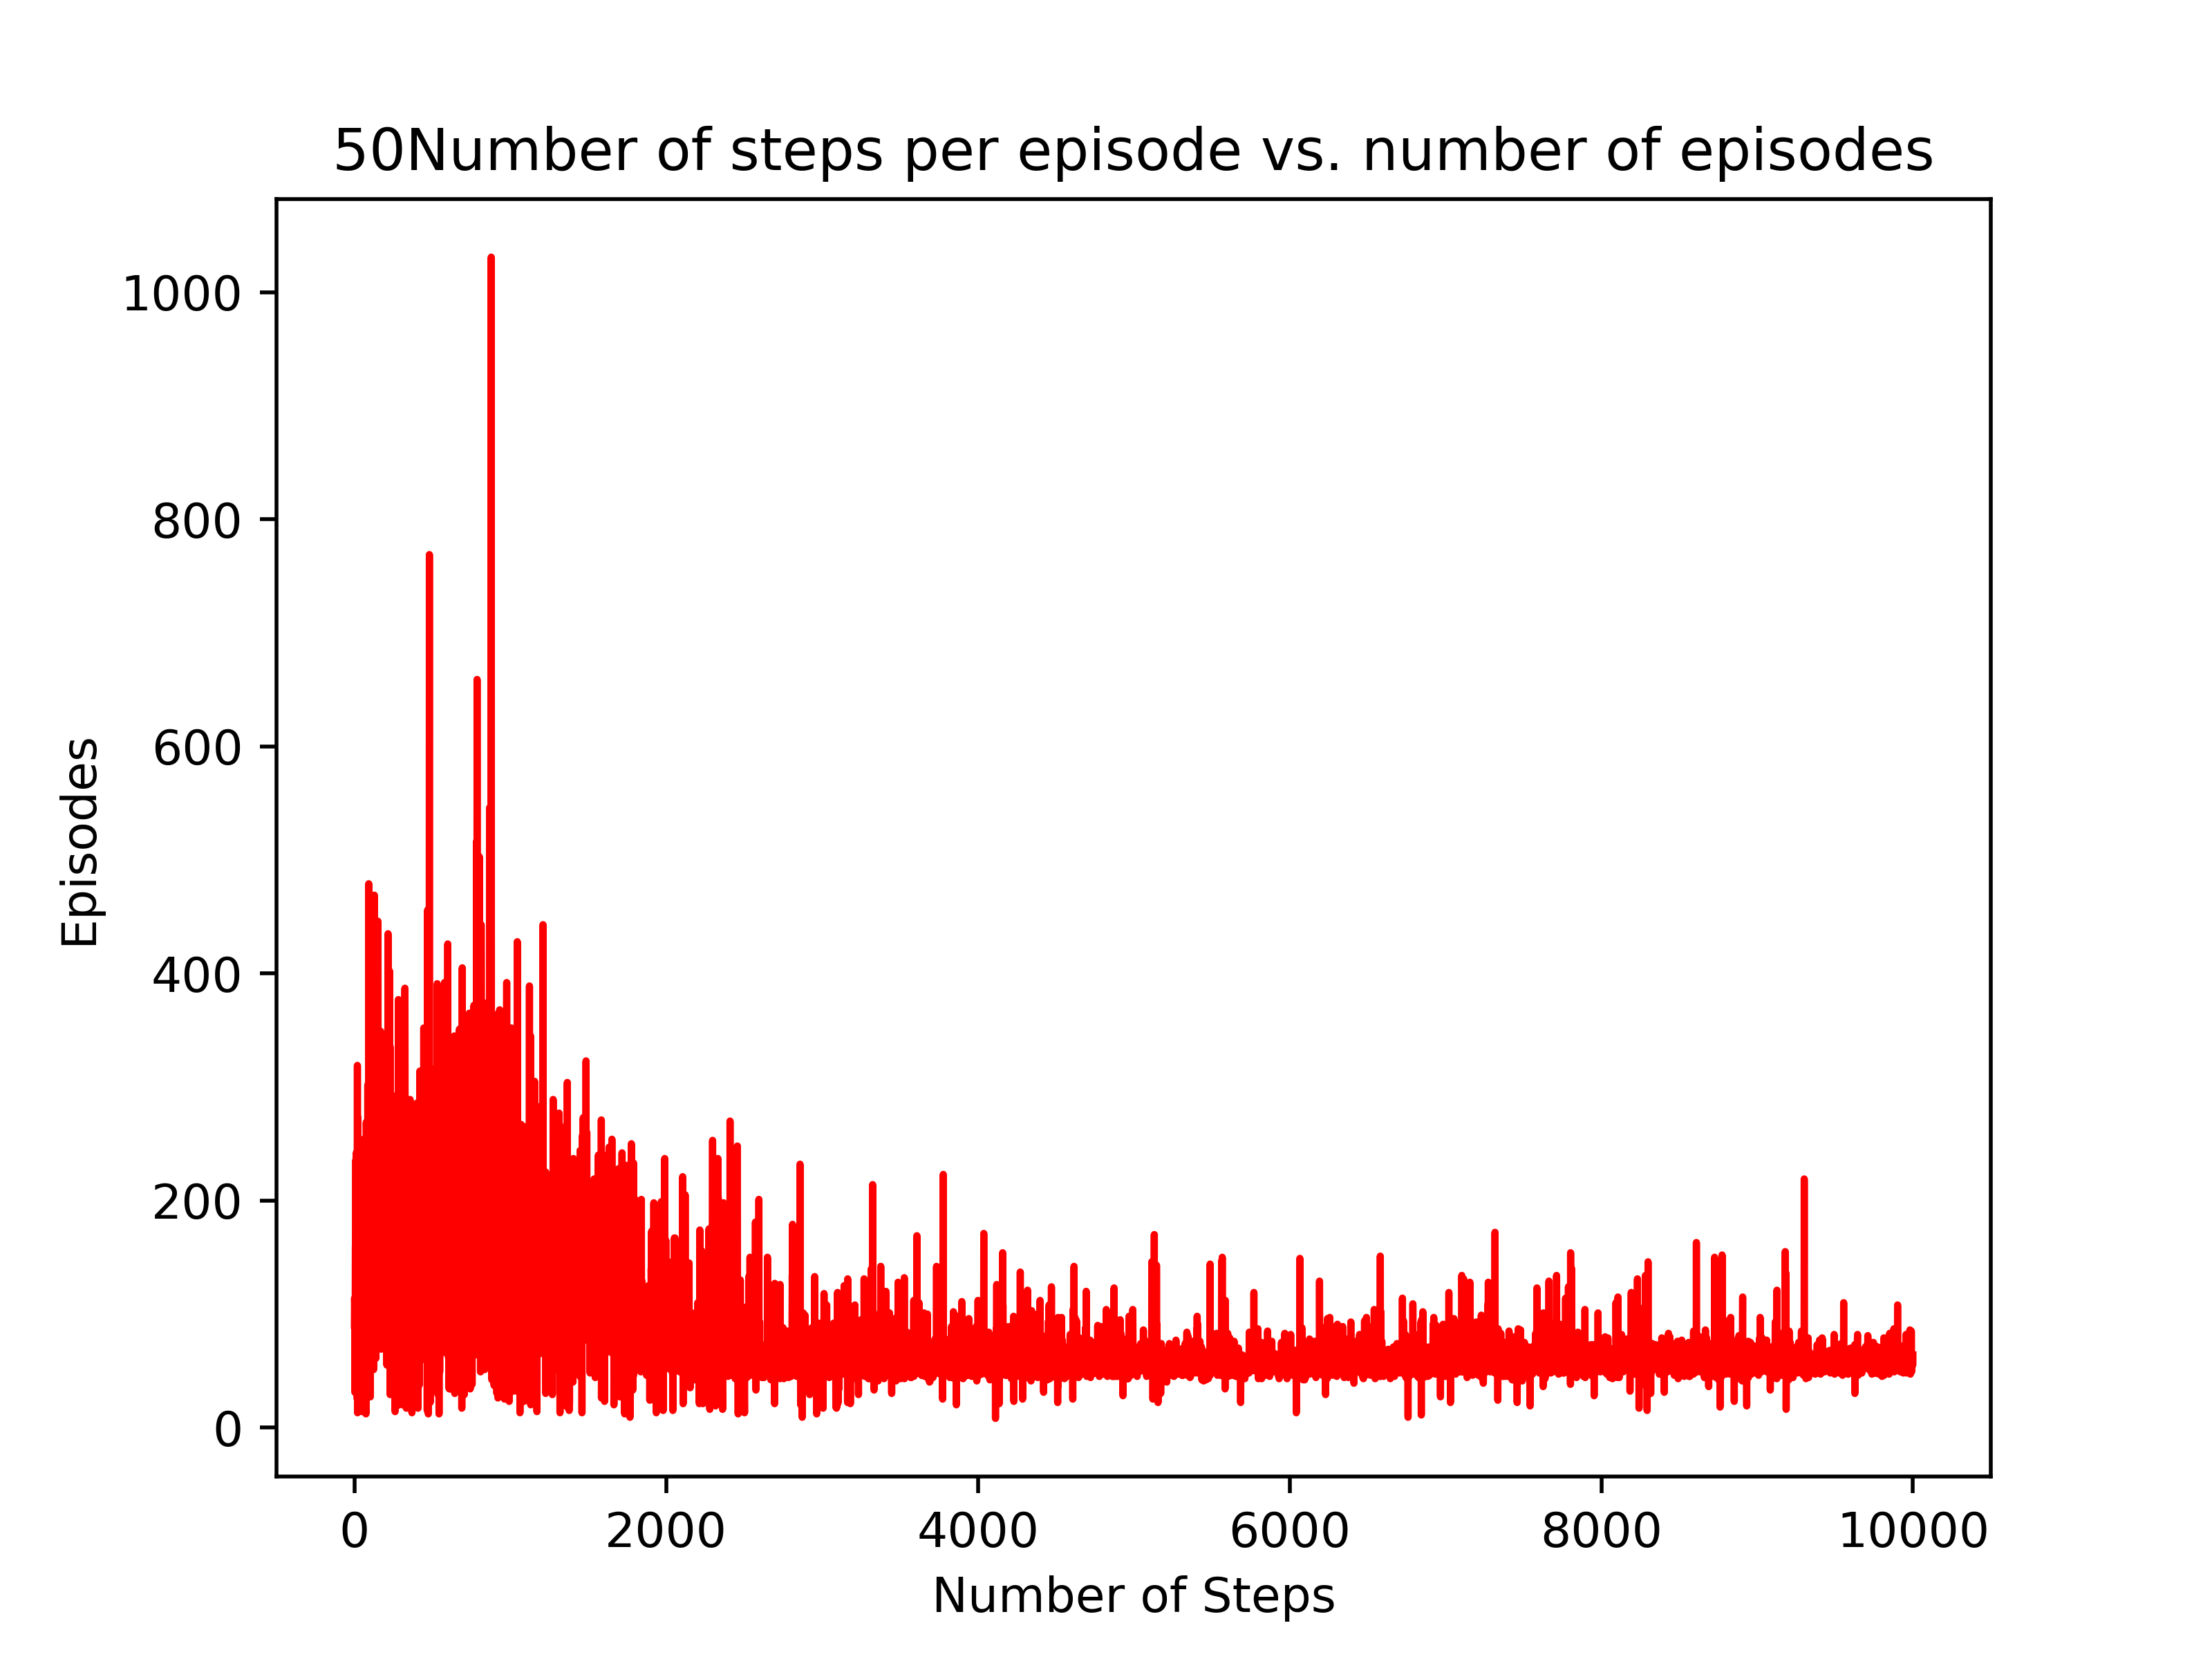 50Number of steps per episode vs. number of episodes
1000
800
600
400
200
0
Episodes
0 2000 4000 6000 8000 10000
Number of Steps